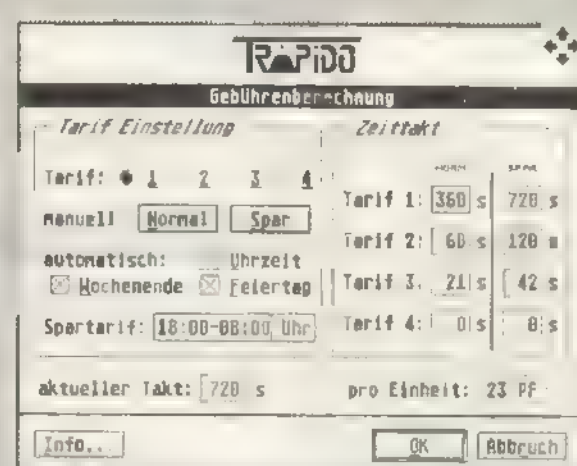 RAPiDO
Gebührenberechnung
Tarif Einstellung
Tarif: 1 2 3 4
manuell Normal Spar
automatisch: Uhrzeit
Wochenende Feiertag
Spartarif: 18:00-08:00 Uhr
Zeittakt
NORM SPAR
Tarif 1: 360 s 720 s
Tarif 2: 60 s 120 s
Tarif 3: 21 s 42 s
Tarif 4: 0 s 0 s
aktueller Takt: 720 s
pro Einheit: 23 Pf
Info..
OK
Abbruch